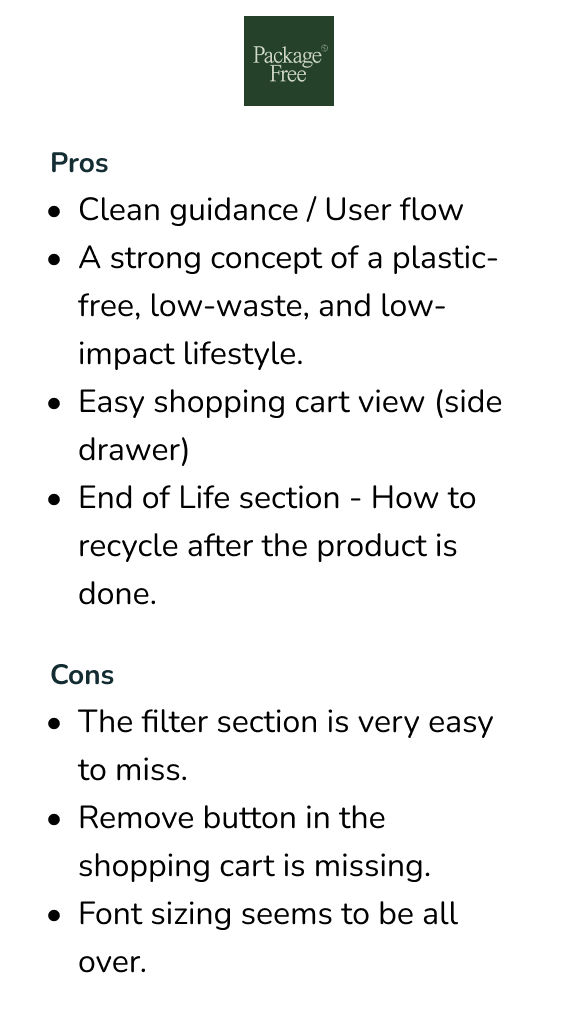 Package
Free
Pros
• Clean guidance / User flow
• A strong concept of a plastic-
free, low-waste, and low-
impact lifestyle.
• Easy shopping cart view (side
drawer)
• End of Life section - How to
recycle after the product is
done.
Cons
• The filter section is very easy
to miss.
• Remove button in the
shopping cart is missing.
• Font sizing seems to be all
over.